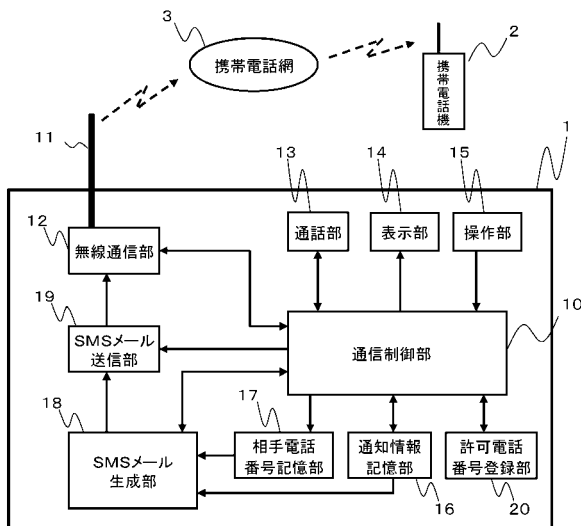 3
携帯電話網
2
携帯電話機
11
1
13
14
15
12
無線通信部
通話部
表示部
操作部
19
SMSメール
送信部
通信制御部
10
18
SMSメール
生成部
17
相手電話
番号記憶部
通知情報
記憶部
16
許可電話
番号登録部
20